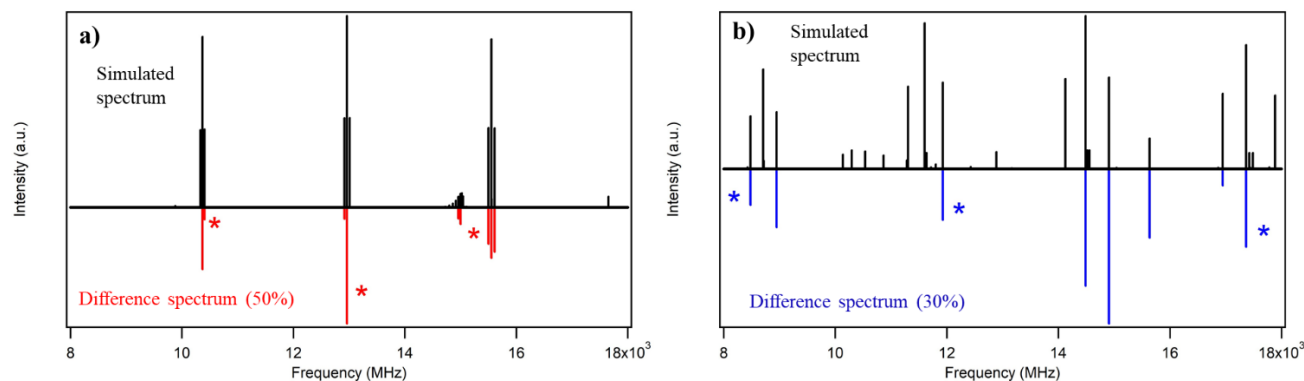 a)
Simulated
spectrum
*
*
*
Difference spectrum (50%)
Intensity (a.u.)
8 10 12 14 16 18x10³
Frequency (MHz)
b)
Simulated
spectrum
*
*
*
Difference spectrum (30%)
Intensity (a.u.)
8 10 12 14 16 18x10³
Frequency (MHz)